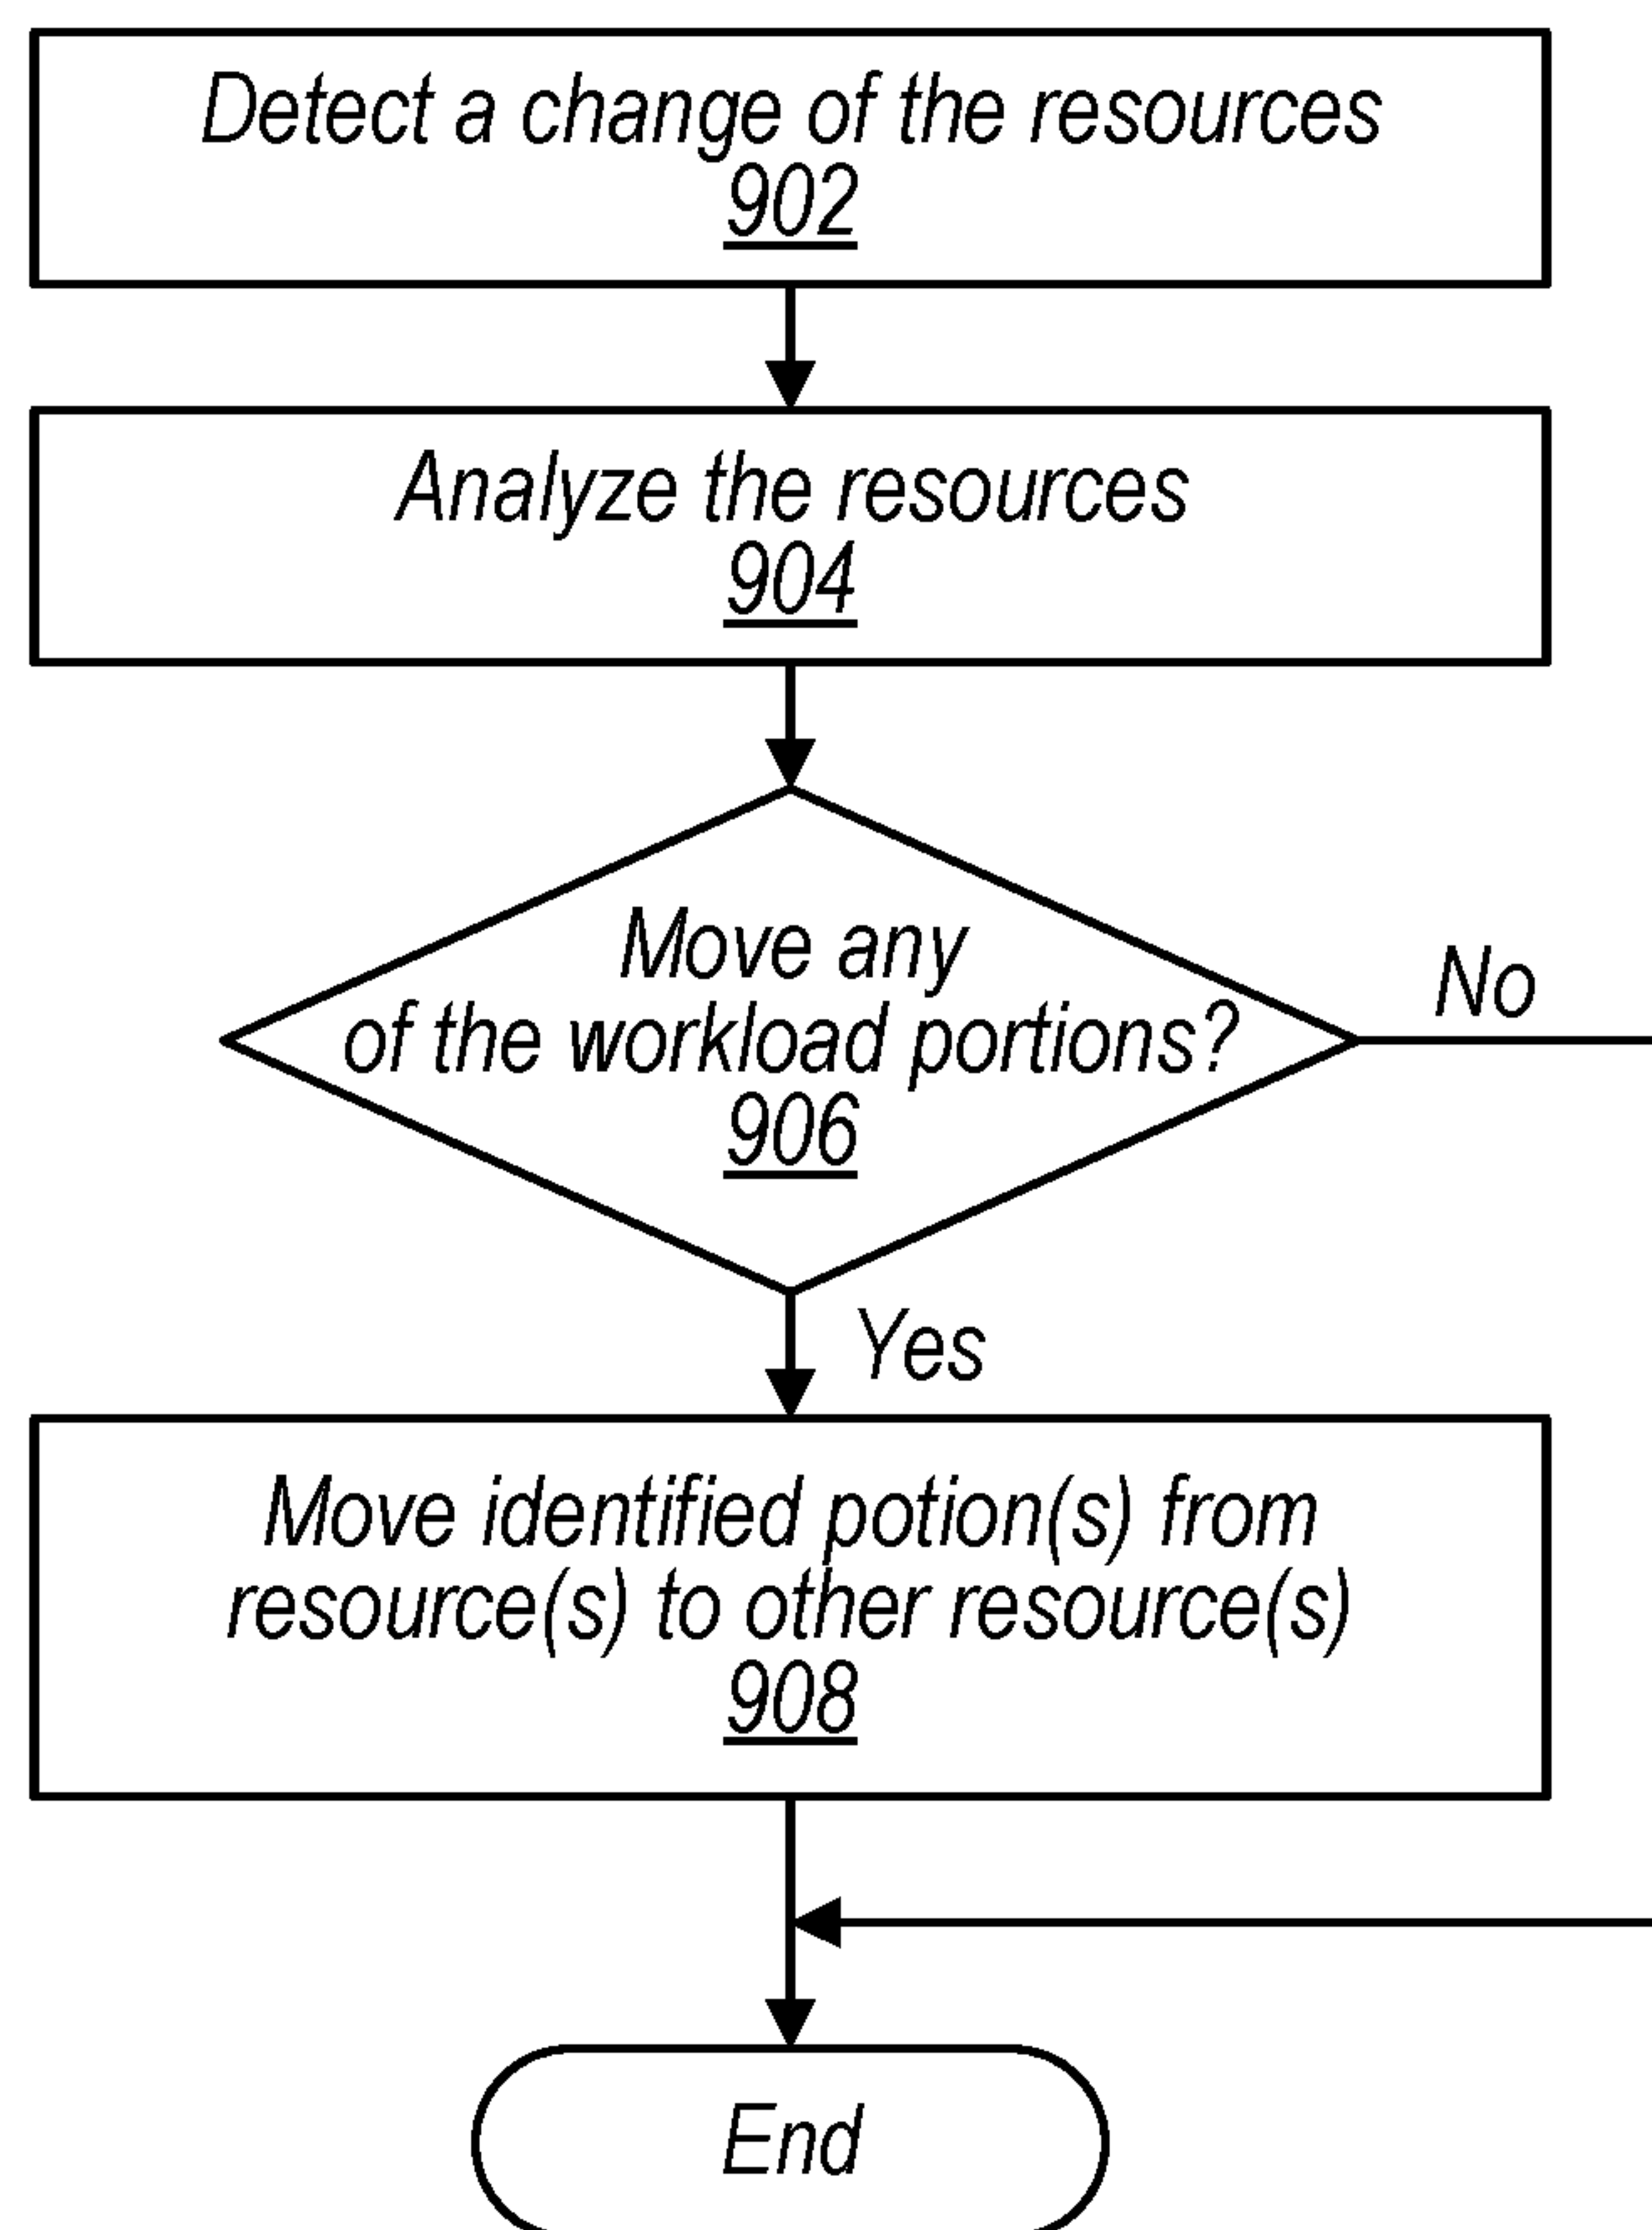 Detect a change of the resources
902
Analyze the resources
904
Move any
of the workload portions?
906
No
Yes
Move identified potion(s) from
resource(s) to other resource(s)
908
End